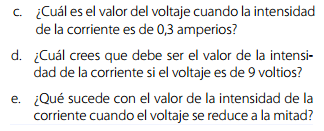 c. ¿Cuál es el valor del voltaje cuando la intensidad
de la corriente es de 0,3 amperios?
d. ¿Cuál crees que debe ser el valor de la intensi-
dad de la corriente si el voltaje es de 9 voltios?
e. ¿Qué sucede con el valor de la intensidad de la
corriente cuando el voltaje se reduce a la mitad?